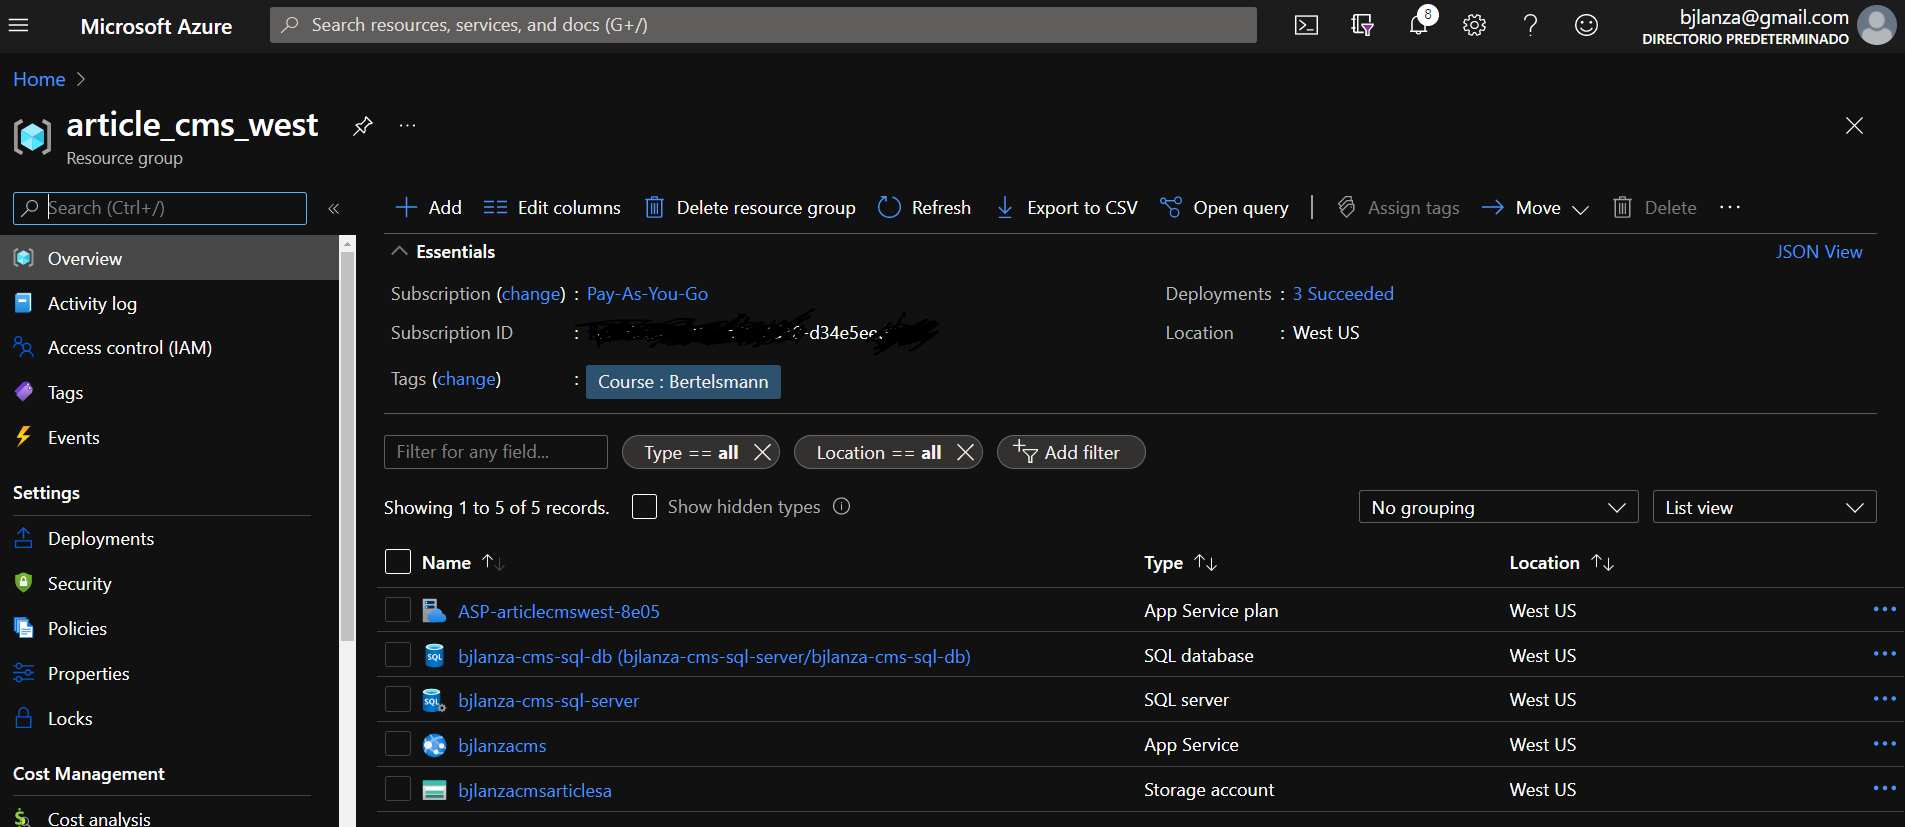 Microsoft Azure
Search resources, services, and docs (G+/)
8
bjlanza@gmail.com
DIRECTORIO PREDETERMINADO
Home
article_cms_west
Resource group
Search (Ctrl+/)
Add
Edit columns
Delete resource group
Refresh
Export to CSV
Open query
Assign tags
Move
Delete
Overview
Activity log
Access control (IAM)
Tags
Events
Settings
Deployments
Security
Policies
Properties
Locks
Cost Management
Cost analysis
Essentials
JSON View
Subscription (change) : Pay-As-You-Go
Deployments : 3 Succeeded
Subscription ID : -d34e5ee
Location : West US
Tags (change) : Course : Bertelsmann
Filter for any field...
Type == all
Location == all
Add filter
Showing 1 to 5 of 5 records.
Show hidden types
No grouping
List view
Name Type Location
ASP-articlecmswest-8e05 App Service plan West US
bjlanza-cms-sql-db (bjlanza-cms-sql-server/bjlanza-cms-sql-db) SQL database West US
bjlanza-cms-sql-server SQL server West US
bjlanzacms App Service West US
bjlanzacmsarticlesa Storage account West US